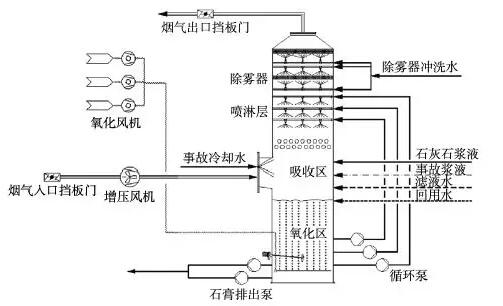 烟气出口挡板门
除雾器
除雾器冲洗水
喷淋层
氧化风机
事故冷却水
石灰石浆液
吸收区
事故浆液
滤液水
回用水
烟气入口挡板门
增压风机
氧化区
循环泵
石膏排出泵